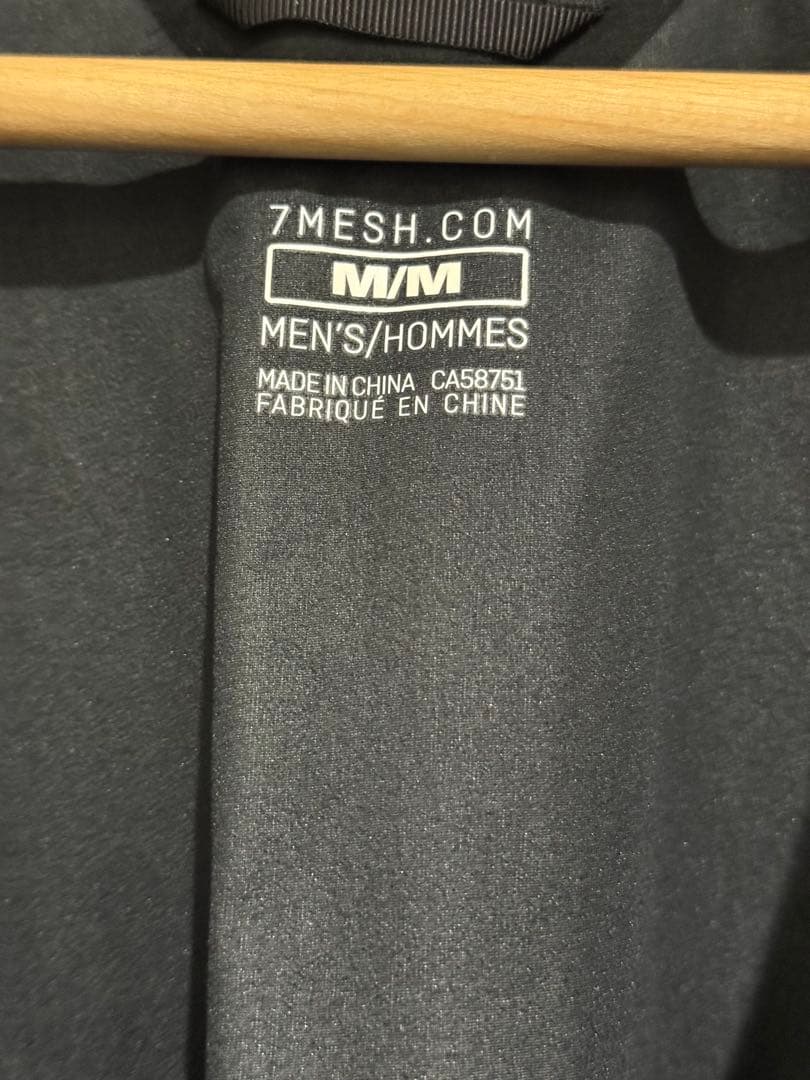 7MESH.COM
M/M
MEN'S/HOMMES
MADE IN CHINA CA58751
FABRIQUÉ EN CHINE